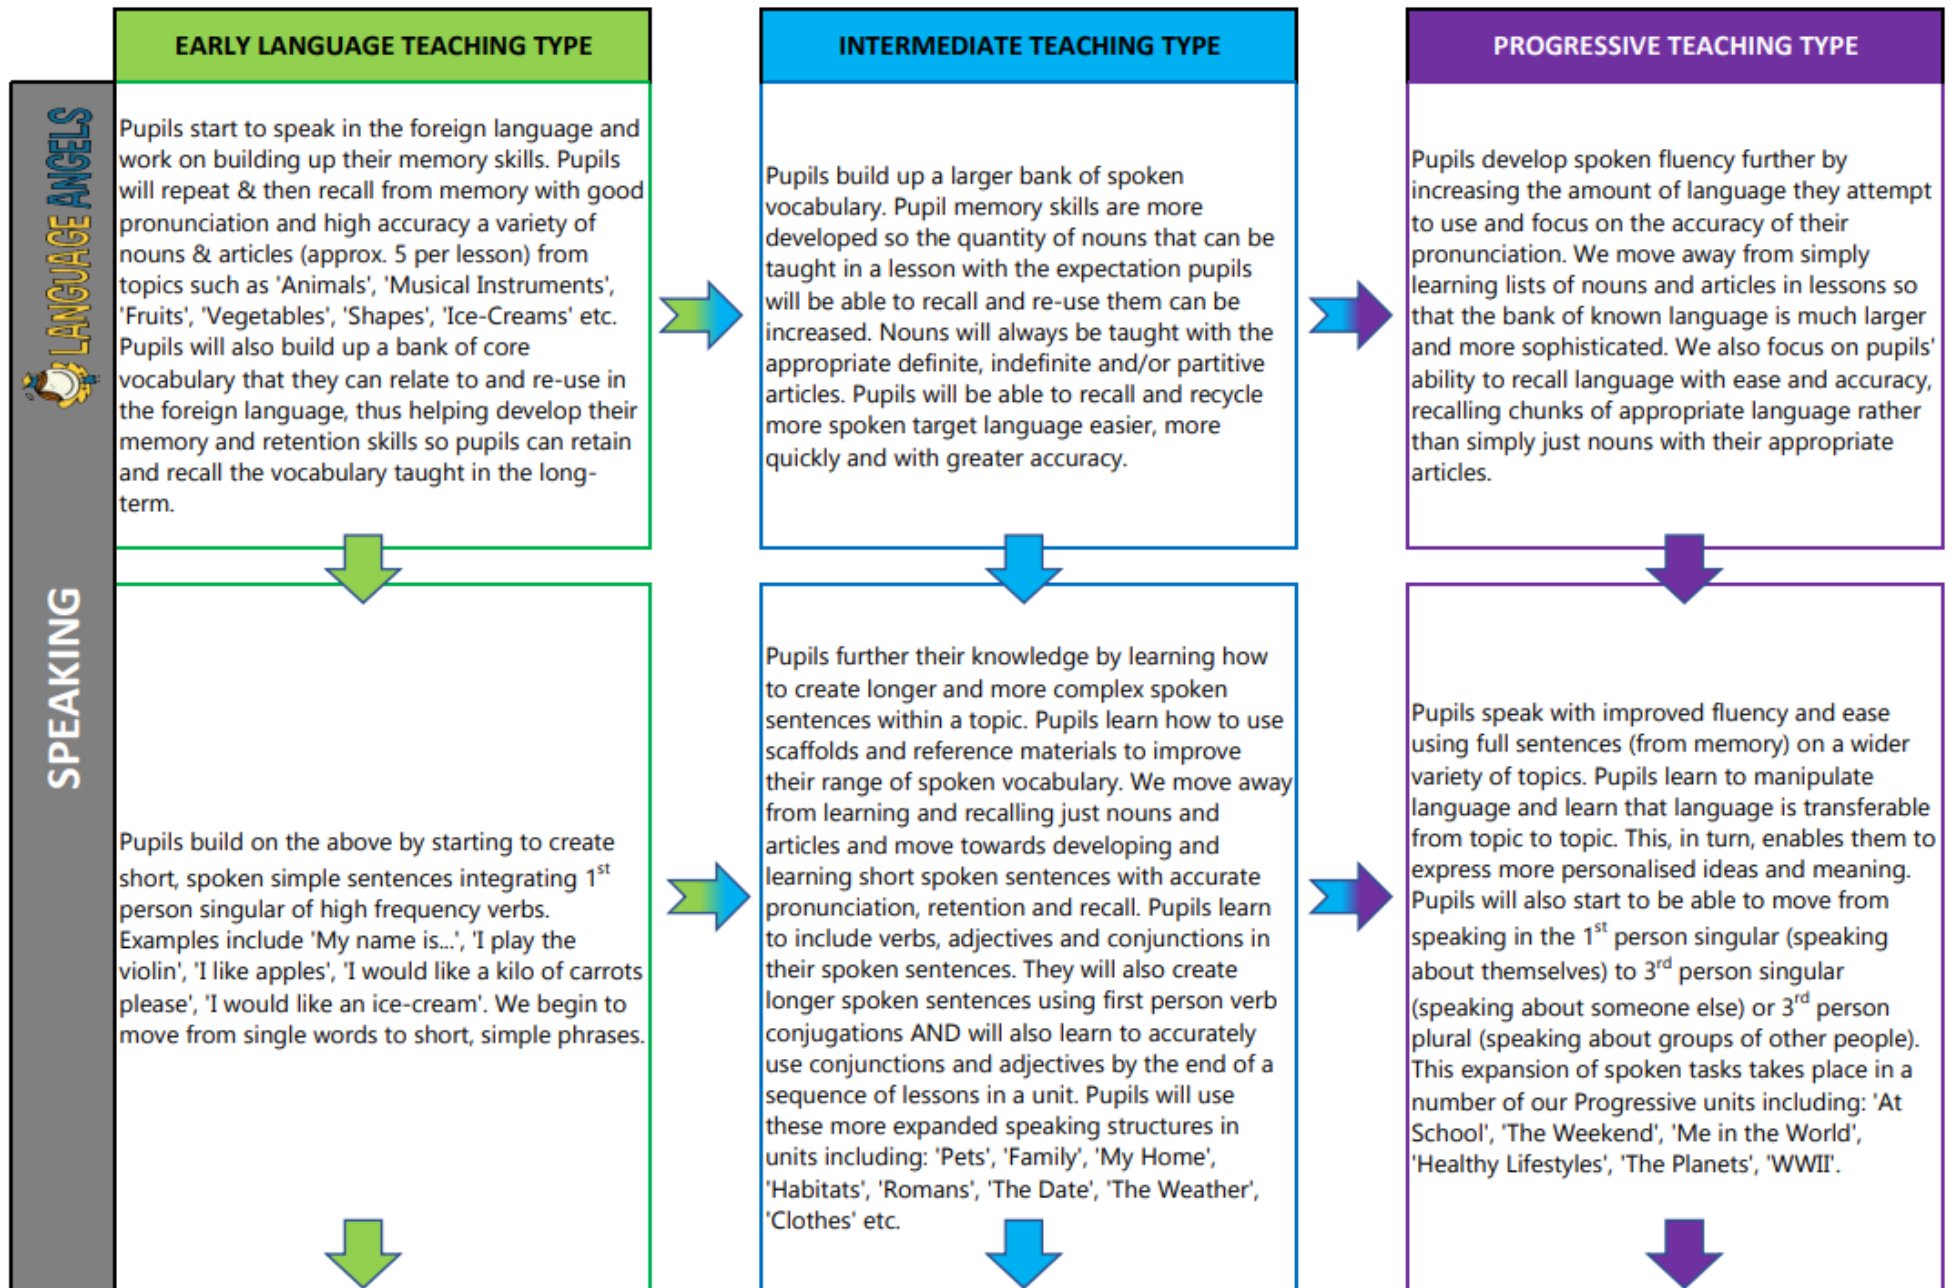 EARLY LANGUAGE TEACHING TYPE
INTERMEDIATE TEACHING TYPE
PROGRESSIVE TEACHING TYPE
LANGUAGE ANGELS
SPEAKING
Pupils start to speak in the foreign language and
work on building up their memory skills. Pupils
will repeat & then recall from memory with good
pronunciation and high accuracy a variety of
nouns & articles (approx. 5 per lesson) from
topics such as 'Animals', 'Musical Instruments',
'Fruits', 'Vegetables', 'Shapes', 'Ice-Creams' etc.
Pupils will also build up a bank of core
vocabulary that they can relate to and re-use in
the foreign language, thus helping develop their
memory and retention skills so pupils can retain
and recall the vocabulary taught in the long-
term.
Pupils build up a larger bank of spoken
vocabulary. Pupil memory skills are more
developed so the quantity of nouns that can be
taught in a lesson with the expectation pupils
will be able to recall and re-use them can be
increased. Nouns will always be taught with the
appropriate definite, indefinite and/or partitive
articles. Pupils will be able to recall and recycle
more spoken target language easier, more
quickly and with greater accuracy.
Pupils develop spoken fluency further by
increasing the amount of language they attempt
to use and focus on the accuracy of their
pronunciation. We move away from simply
learning lists of nouns and articles in lessons so
that the bank of known language is much larger
and more sophisticated. We also focus on pupils'
ability to recall language with ease and accuracy,
recalling chunks of appropriate language rather
than simply just nouns with their appropriate
articles.
Pupils build on the above by starting to create
short, spoken simple sentences integrating 1st
person singular of high frequency verbs.
Examples include 'My name is...', 'I play the
violin', 'I like apples', 'I would like a kilo of carrots
please', 'I would like an ice-cream'. We begin to
move from single words to short, simple phrases.
Pupils further their knowledge by learning how
to create longer and more complex spoken
sentences within a topic. Pupils learn how to use
scaffolds and reference materials to improve
their range of spoken vocabulary. We move away
from learning and recalling just nouns and
articles and move towards developing and
learning short spoken sentences with accurate
pronunciation, retention and recall. Pupils learn
to include verbs, adjectives and conjunctions in
their spoken sentences. They will also create
longer spoken sentences using first person verb
conjugations AND will also learn to accurately
use conjunctions and adjectives by the end of a
sequence of lessons in a unit. Pupils will use
these more expanded speaking structures in
units including: 'Pets', 'Family', 'My Home',
'Habitats', 'Romans', 'The Date', 'The Weather',
'Clothes' etc.
Pupils speak with improved fluency and ease
using full sentences (from memory) on a wider
variety of topics. Pupils learn to manipulate
language and learn that language is transferable
from topic to topic. This, in turn, enables them to
express more personalised ideas and meaning.
Pupils will also start to be able to move from
speaking in the 1st person singular (speaking
about themselves) to 3rd person singular
(speaking about someone else) or 3rd person
plural (speaking about groups of other people).
This expansion of spoken tasks takes place in a
number of our Progressive units including: 'At
School', 'The Weekend', 'Me in the World',
'Healthy Lifestyles', 'The Planets', 'WWII'.